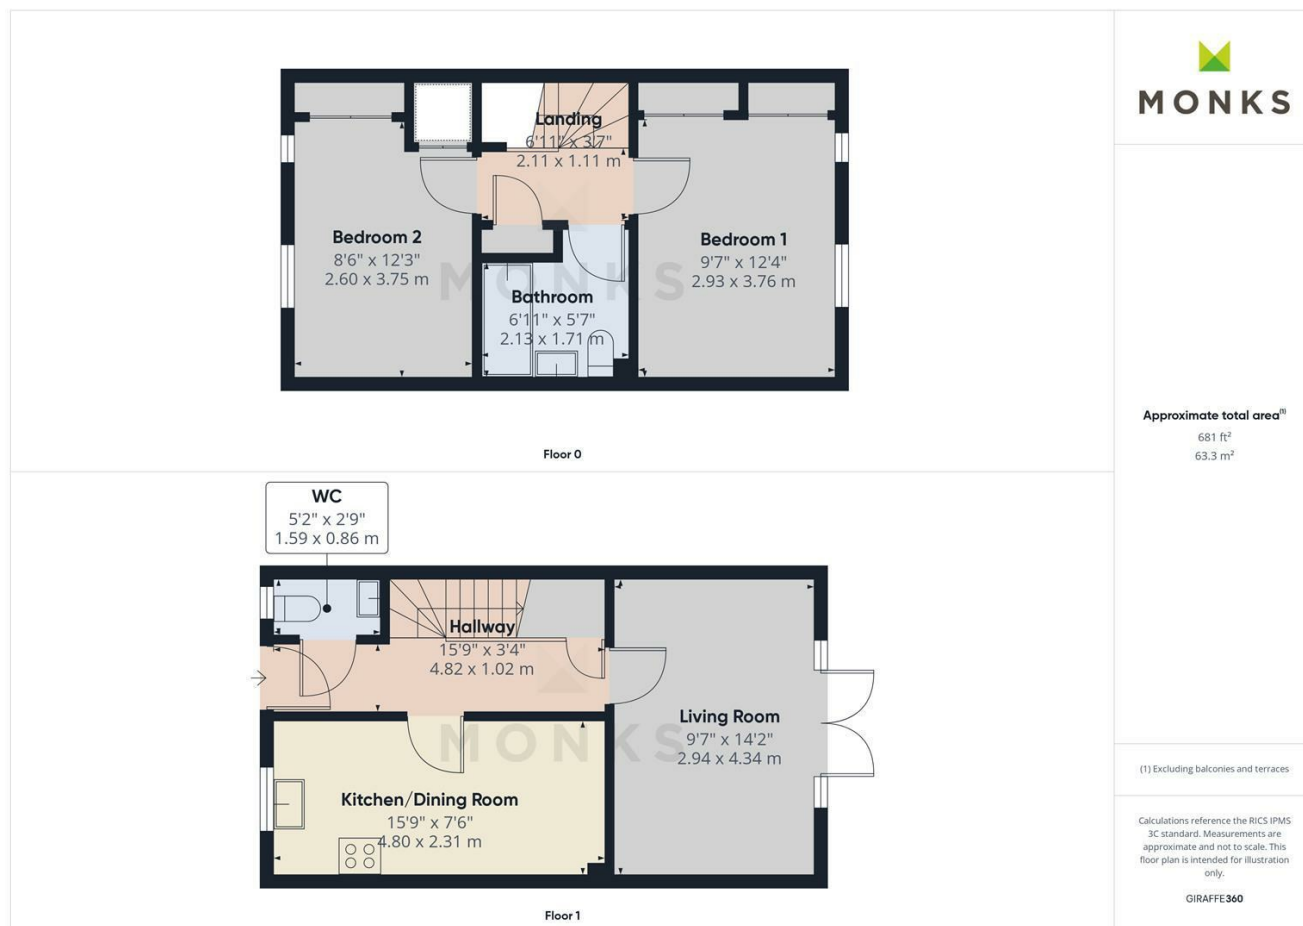 MONKS
Landing
6'11" x 3'7"
2.11 x 1.11 m
Bedroom 2
8'6" x 12'3"
2.60 x 3.75 m
Bedroom 1
9'7" x 12'4"
2.93 x 3.76 m
MONKS
Bathroom
6'11" x 5'7"
2.13 x 1.71 m
Floor 0
Approximate total area(1)
681 ft²
63.3 m²
WC
5'2" x 2'9"
1.59 x 0.86 m
Hallway
15'9" x 3'4"
4.82 x 1.02 m
Living Room
9'7" x 14'2"
2.94 x 4.34 m
MONKS
Kitchen/Dining Room
15'9" x 7'6"
4.80 x 2.31 m
Floor 1
(1) Excluding balconies and terraces
Calculations reference the RICS IPMS
3C standard. Measurements are
approximate and not to scale. This
floor plan is intended for illustration
only.
GIRAFFE360